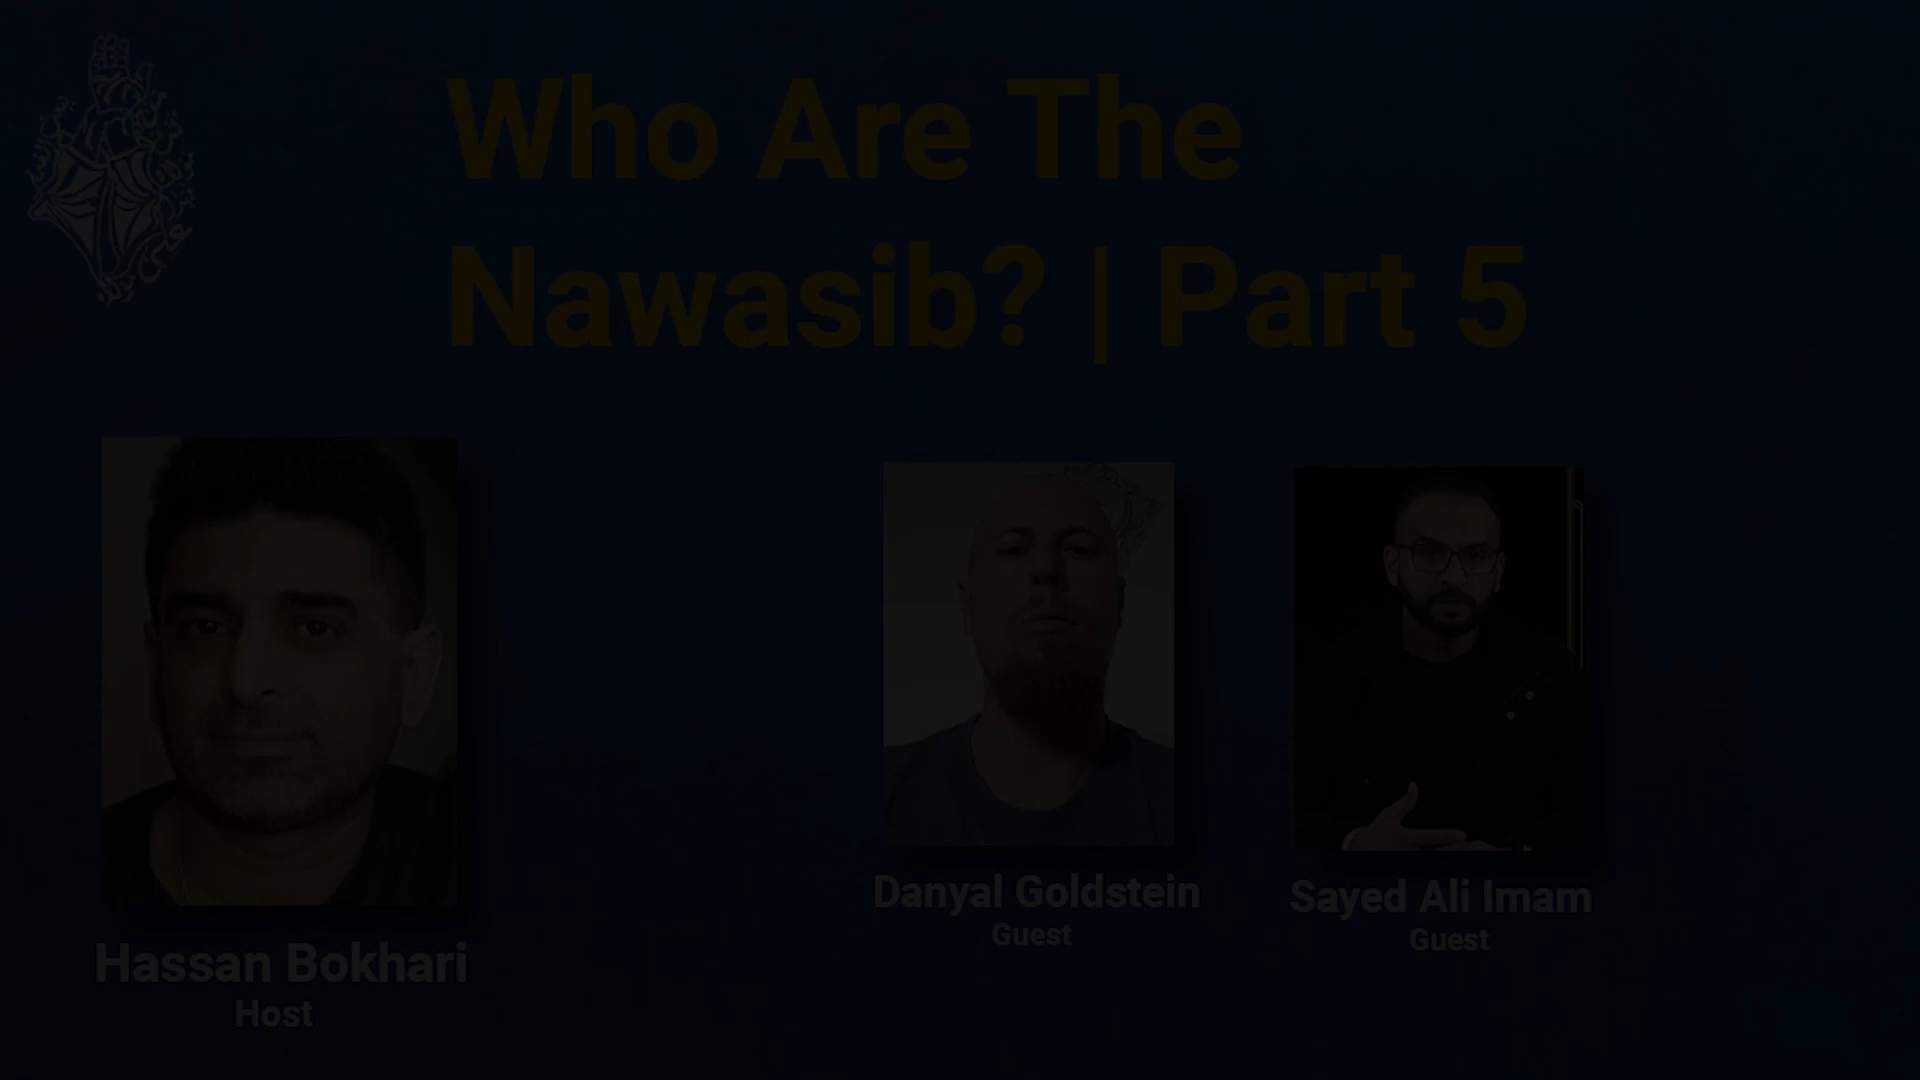 Who Are The
Nawasib? | Part 5
Danyal Goldstein
Guest
Sayed Ali Imam
Guest
Hassan Bokhari
Host